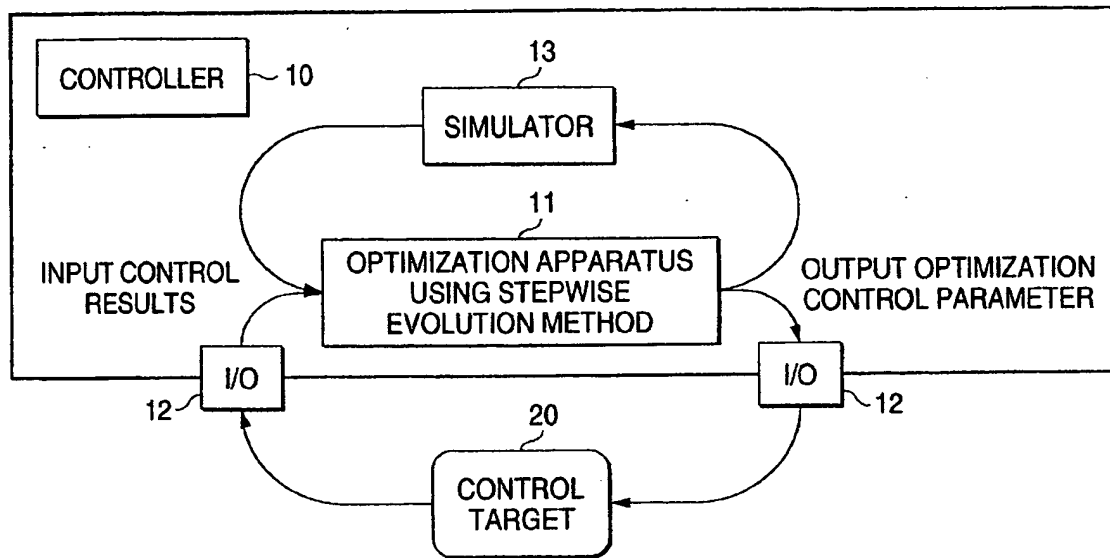 CONTROLLER
10
13
SIMULATOR
11
OPTIMIZATION APPARATUS
USING STEPWISE
EVOLUTION METHOD
INPUT CONTROL
RESULTS
OUTPUT OPTIMIZATION
CONTROL PARAMETER
I/O
12
I/O
12
20
CONTROL
TARGET